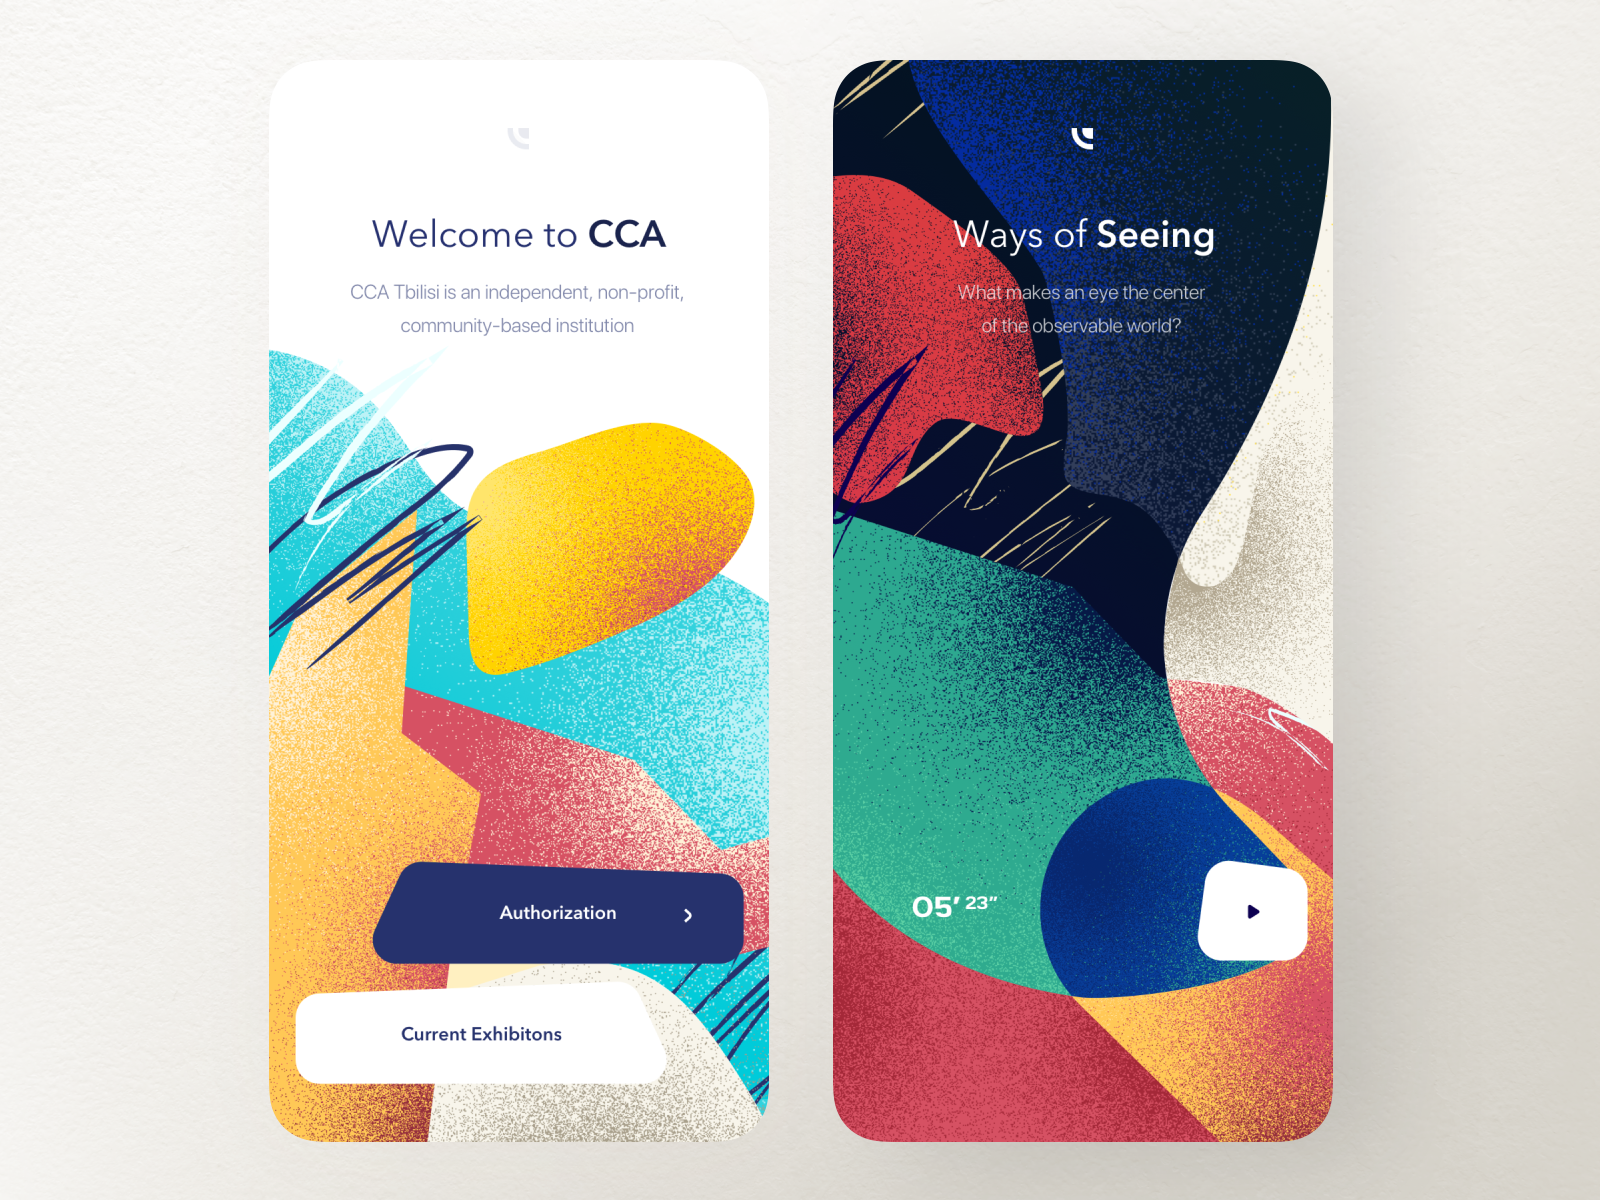 Welcome to CCA
CCA Tbilisi is an independent, non-profit,
community-based institution
Authorization
Current Exhibitons
Ways of Seeing
What makes an eye the center
of the observable world?
05′ 23″